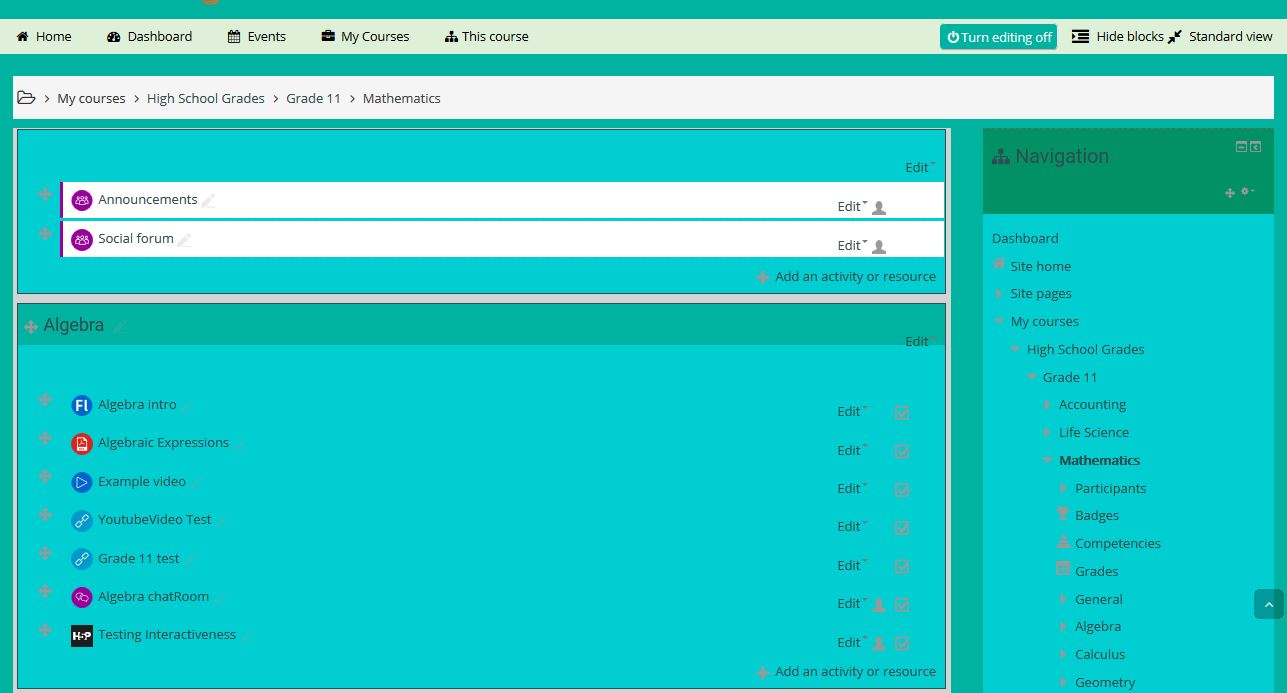 Home Dashboard Events My Courses This course Turn editing off Hide blocks Standard view
> My courses > High School Grades > Grade 11 > Mathematics
Edit
Announcements Edit
Social forum Edit
Add an activity or resource
Algebra
Edit
Algebra intro Edit
Algebraic Expressions Edit
Example video Edit
YoutubeVideo Test Edit
Grade 11 test Edit
Algebra chatRoom Edit
H-P Testing Interactiveness Edit
Add an activity or resource
Navigation
Dashboard
Site home
Site pages
My courses
High School Grades
Grade 11
Accounting
Life Science
Mathematics
Participants
Badges
Competencies
Grades
General
Algebra
Calculus
Geometry